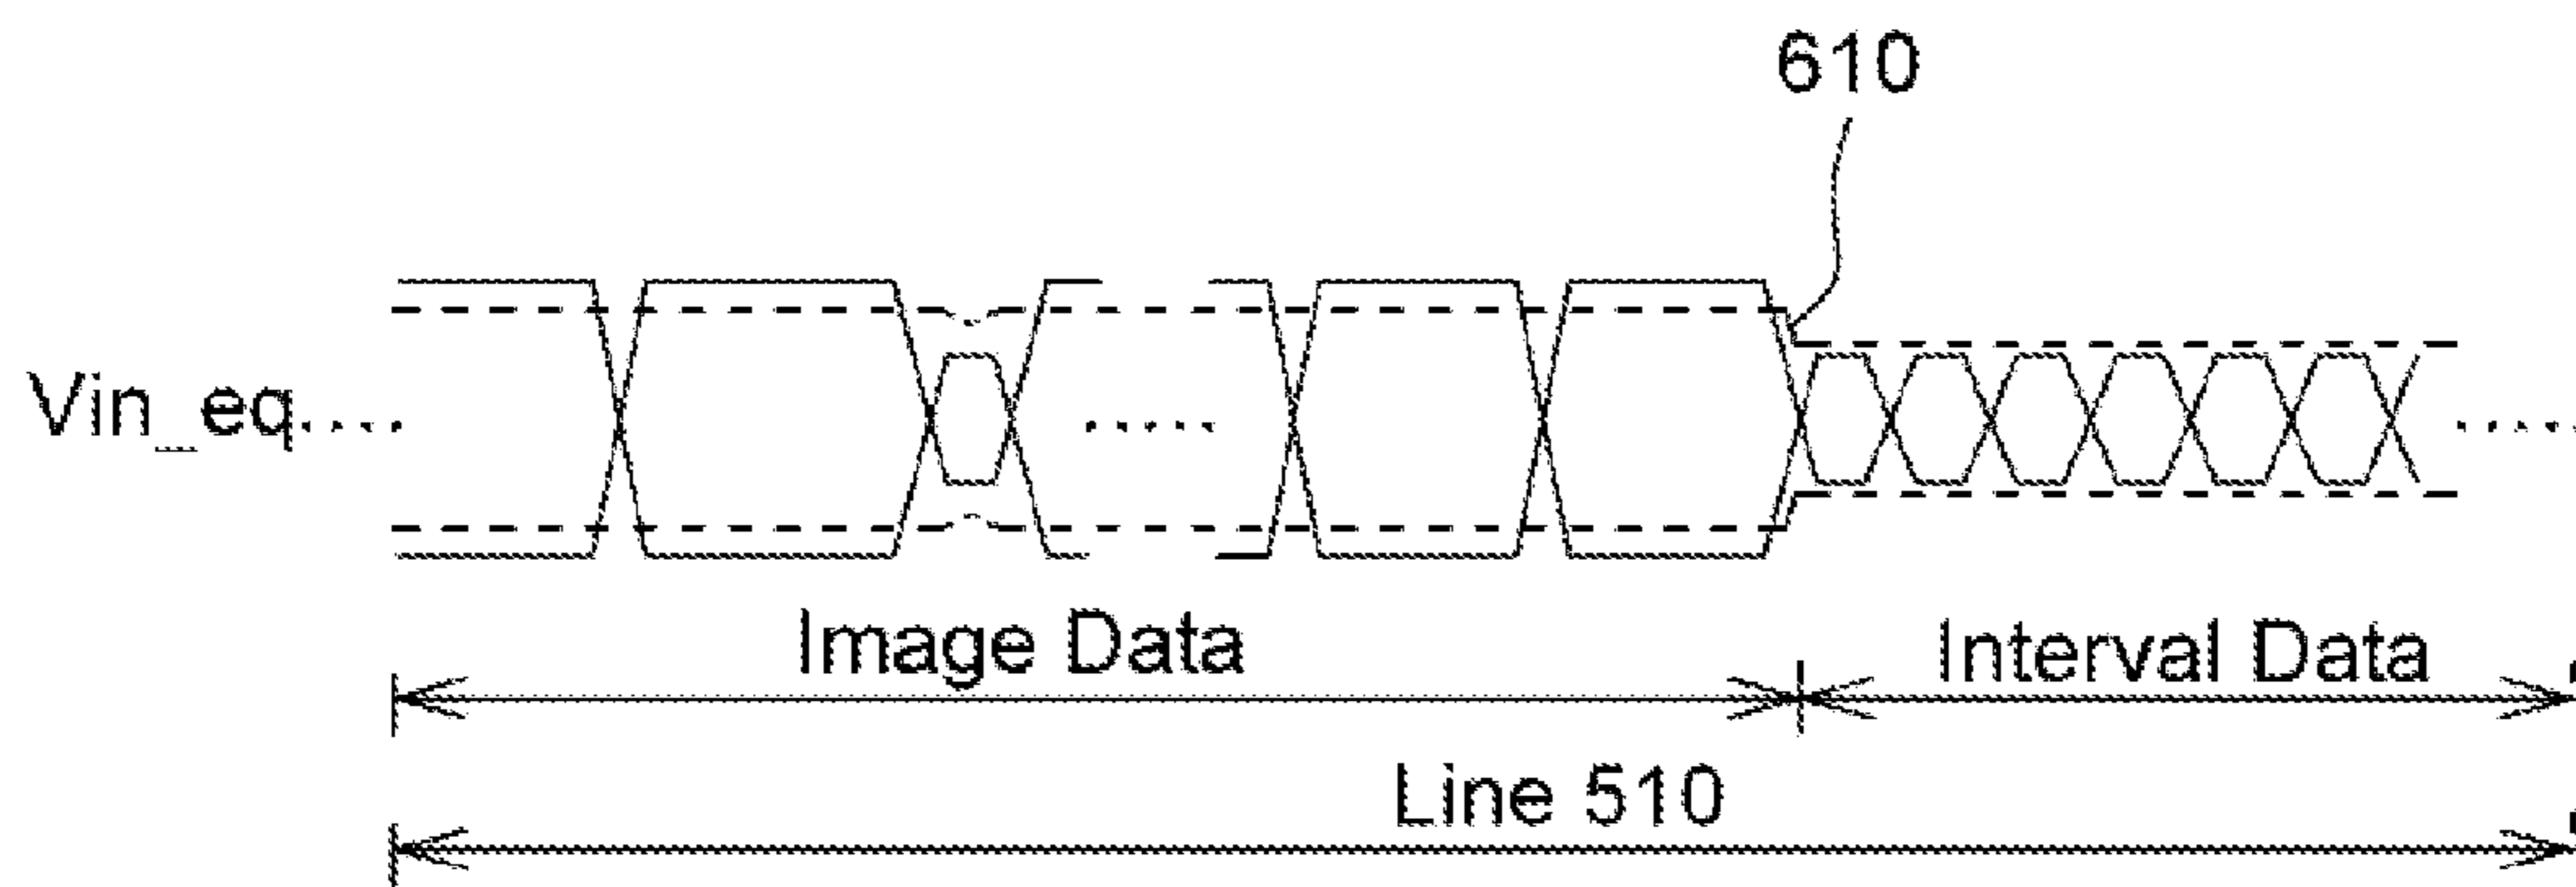 610
Vin_eq
Image Data
Interval Data
Line 510